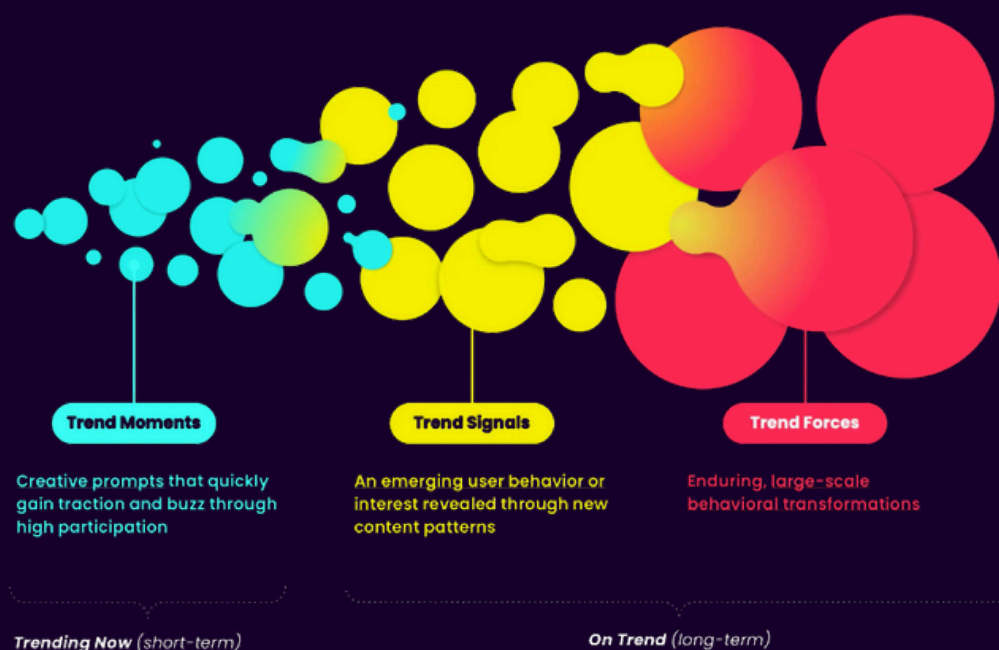 Trend Moments
Trend Signals
Trend Forces
Creative prompts that quickly
gain traction and buzz through
high participation
An emerging user behavior or
interest revealed through new
content patterns
Enduring, large-scale
behavioral transformations
Trending Now (short-term)
On Trend (long-term)